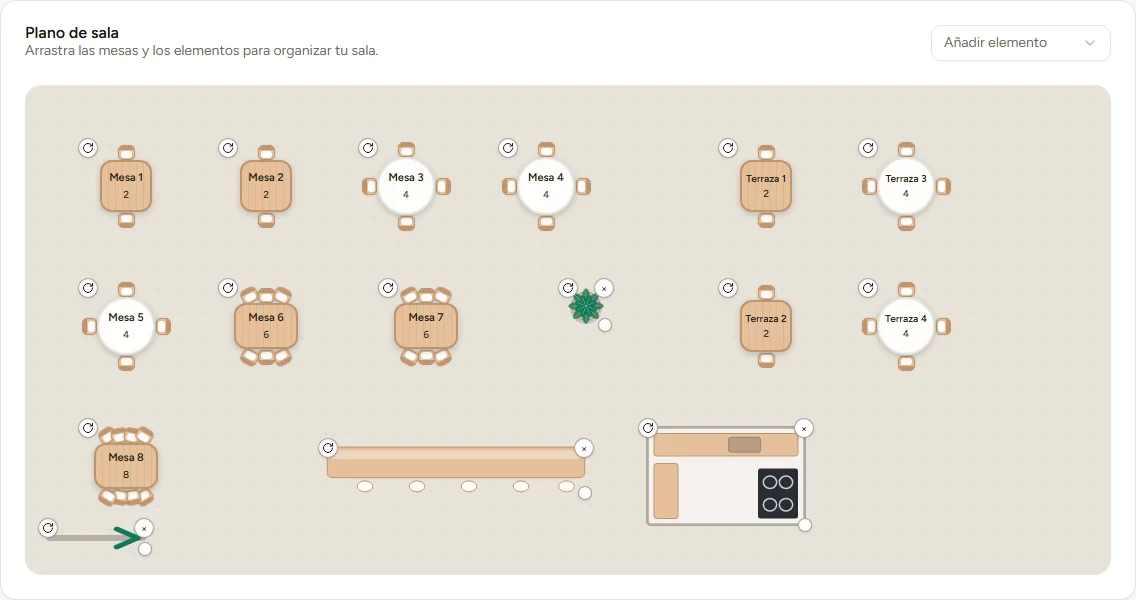 Plano de sala
Arrastra las mesas y los elementos para organizar tu sala.
Añadir elemento
Mesa 1
2
Mesa 2
2
Mesa 3
4
Mesa 4
4
Terraza 1
2
Terraza 3
4
Mesa 5
4
Mesa 6
6
Mesa 7
6
Terraza 2
2
Terraza 4
4
Mesa 8
8